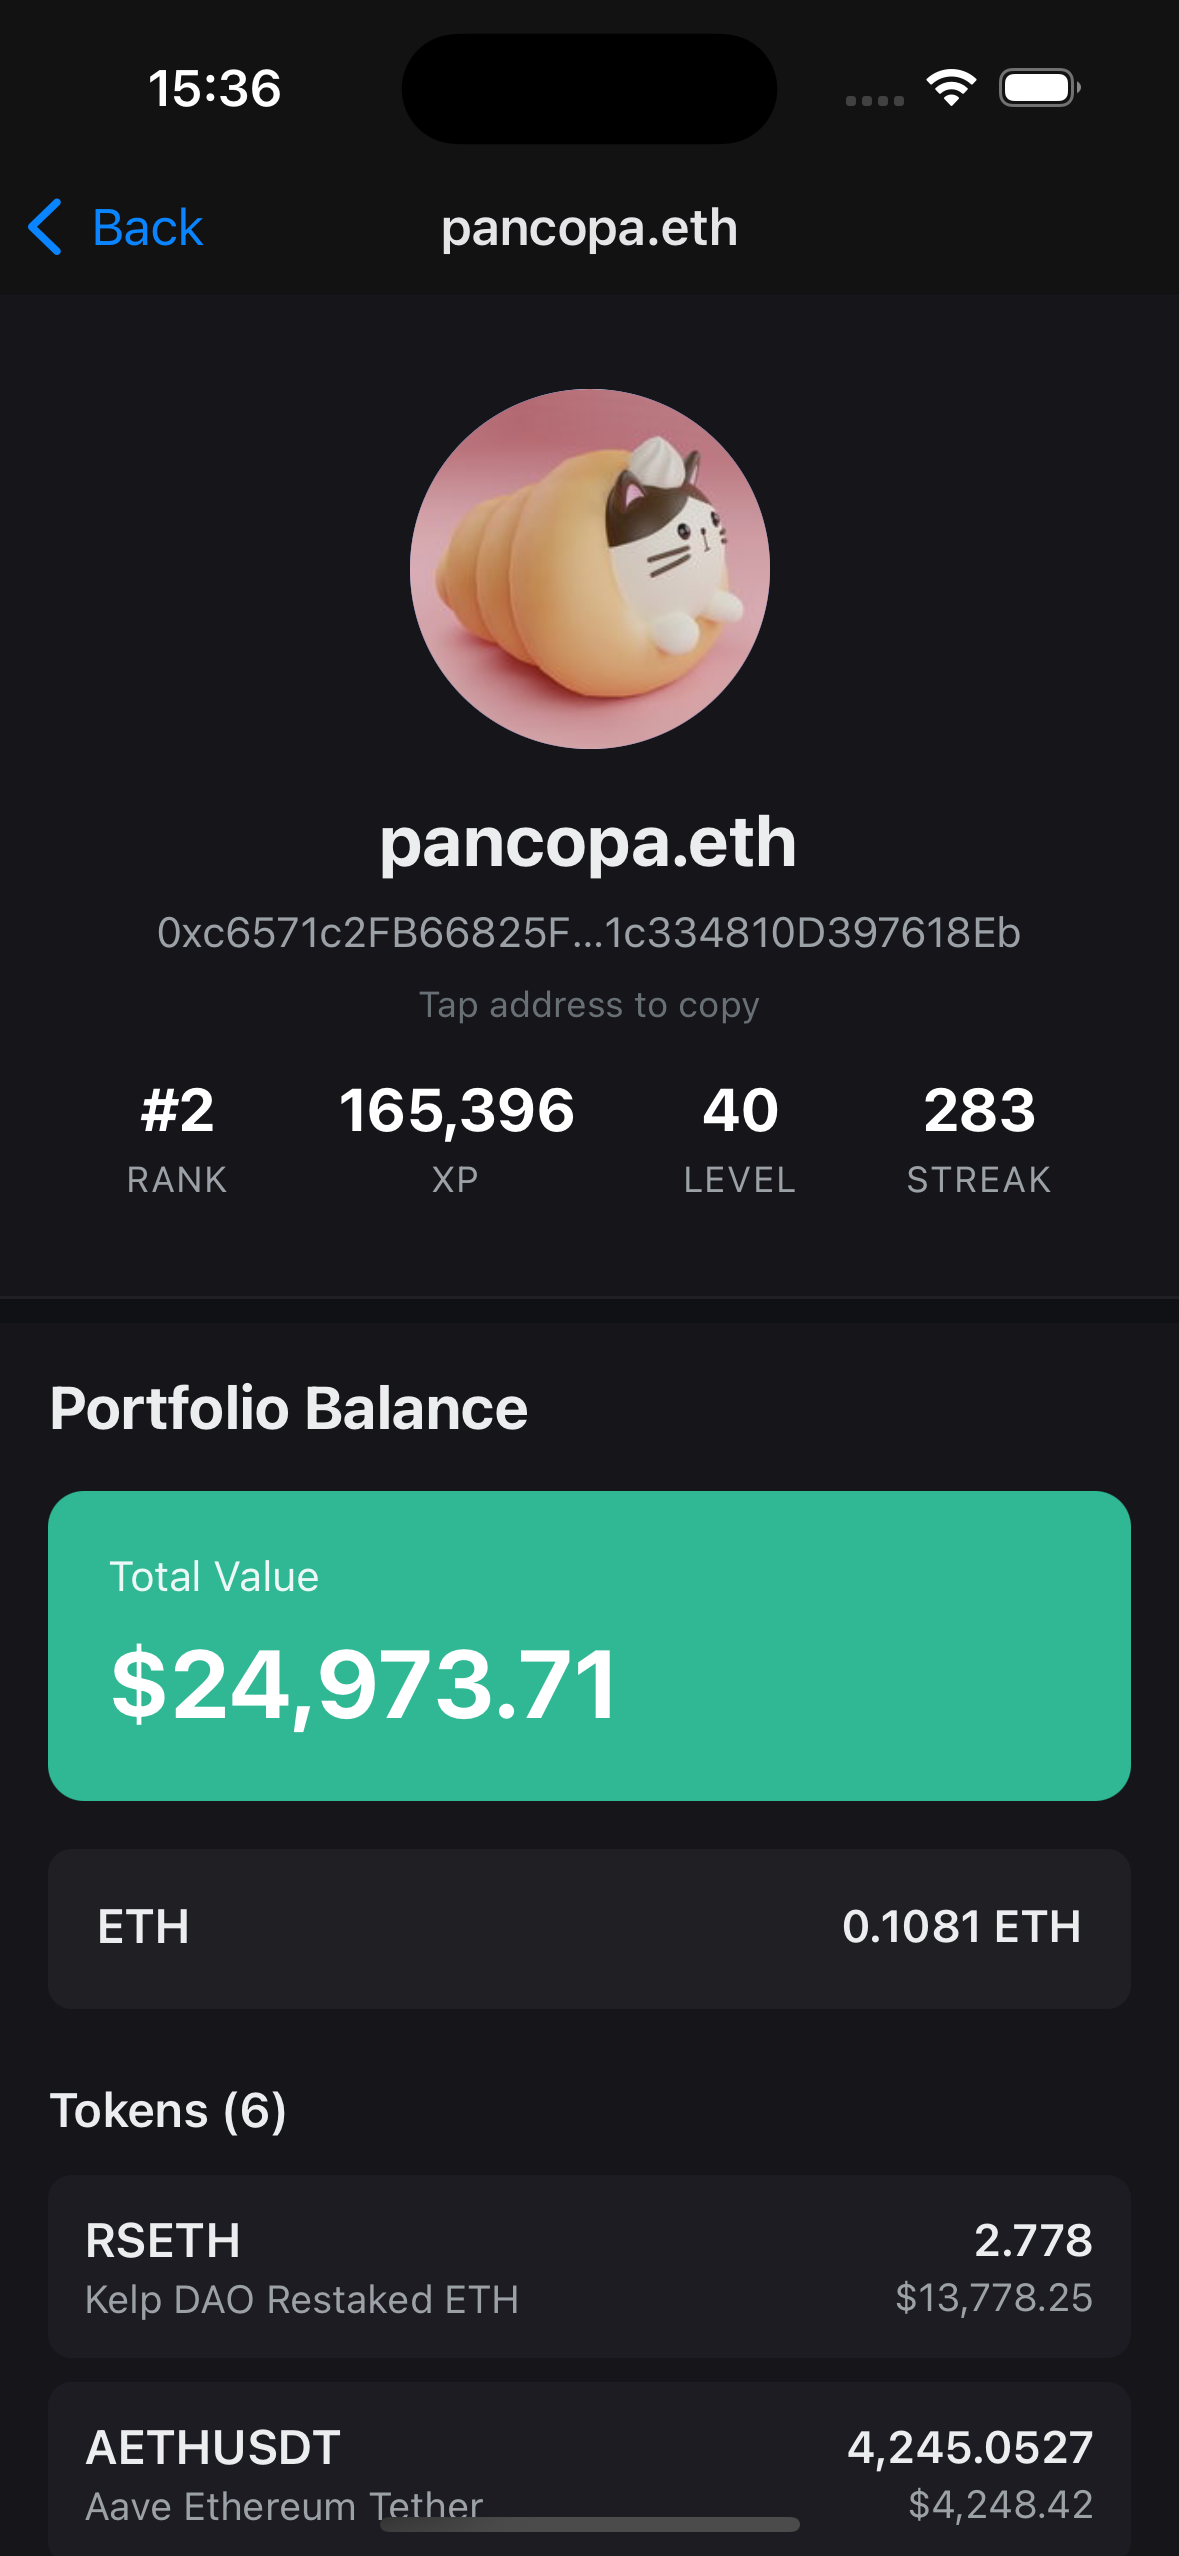 15:36
Back
pancopa.eth
pancopa.eth
0xc6571c2FB66825F...1c334810D397618Eb
Tap address to copy
#2 165,396 40 283
RANK XP LEVEL STREAK
Portfolio Balance
Total Value
$24,973.71
ETH 0.1081 ETH
Tokens (6)
RSETH 2.778
Kelp DAO Restaked ETH $13,778.25
AETHUSDT 4,245.0527
Aave Ethereum Tether $4,248.42